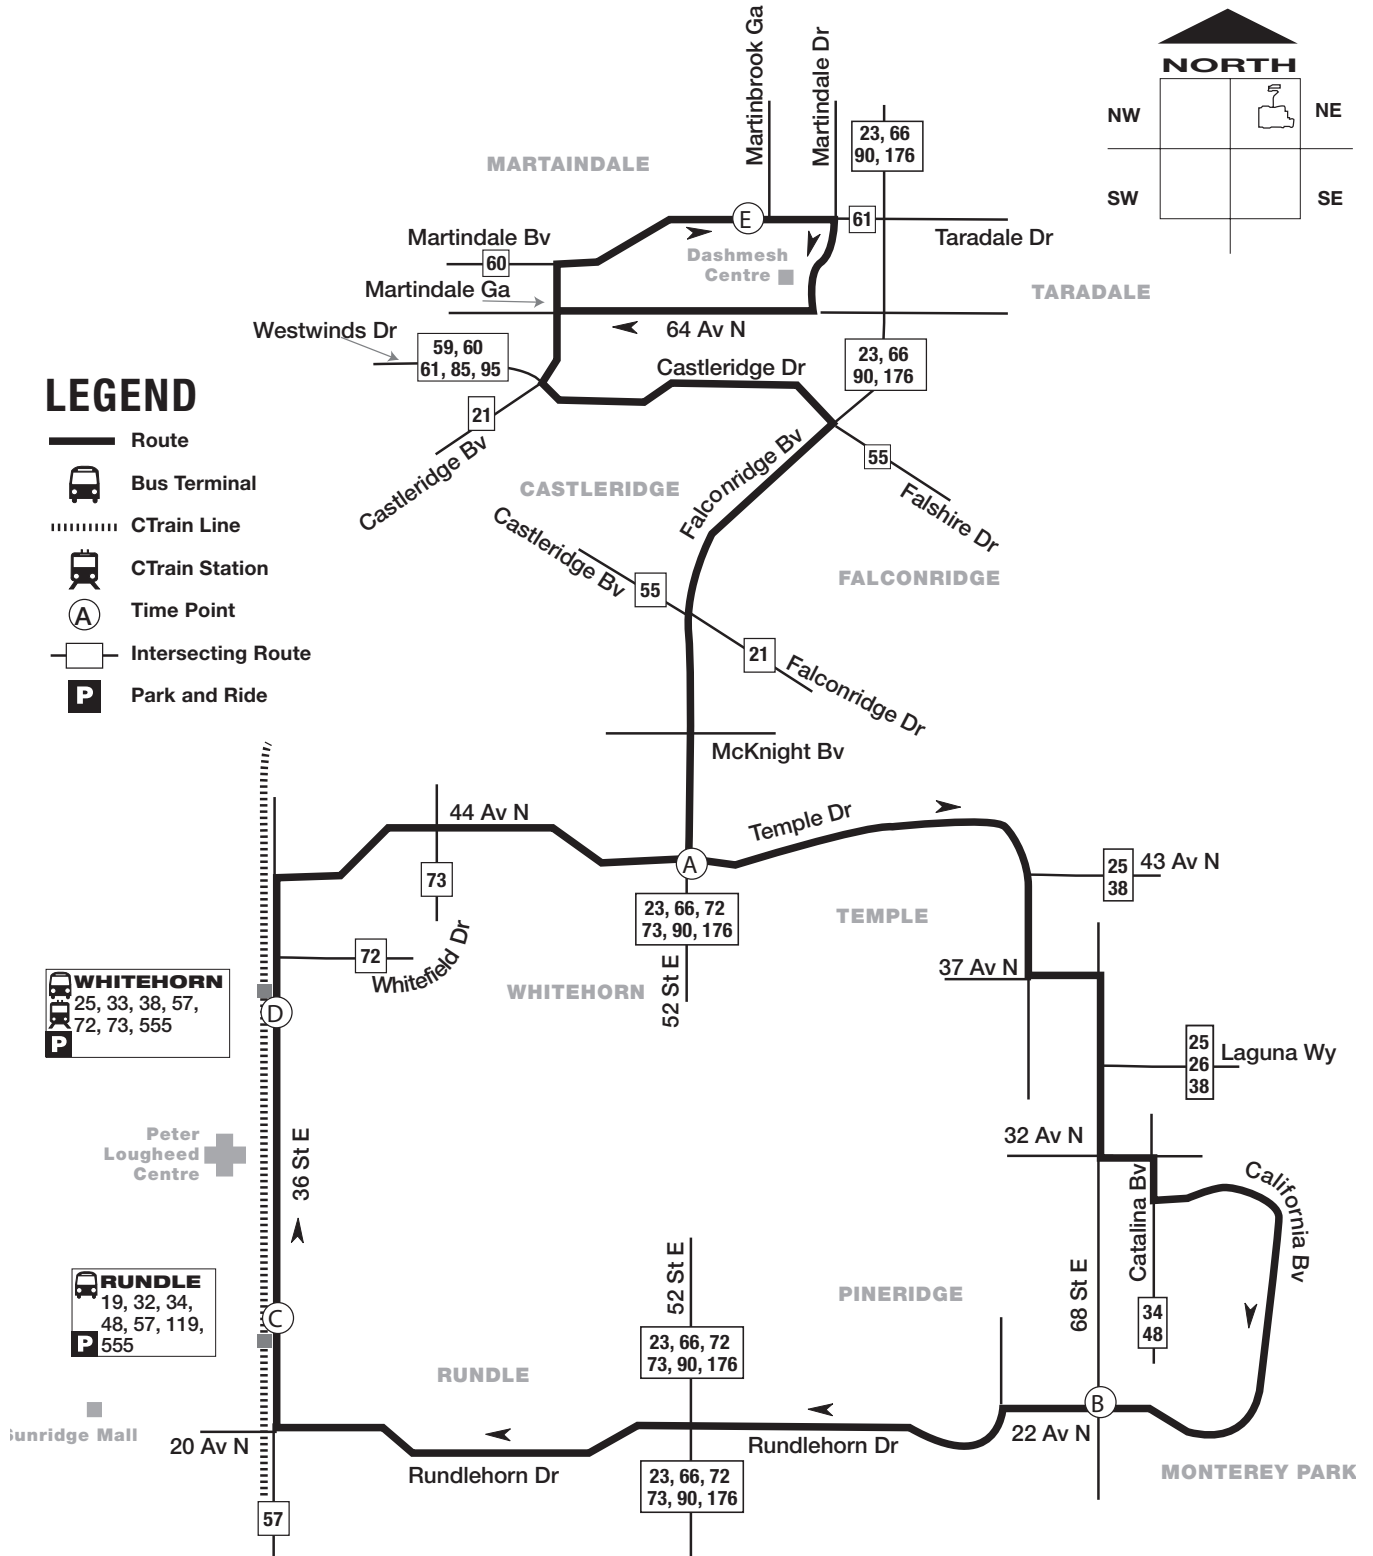 Martinbrook Ga
Martindale Dr
NORTH
NW
NE
SW
SE
23, 66
90, 176
MARTAINDALE
E
61
Taradale Dr
Martindale Bv
60
Dashmesh
Centre
Martindale Ga
TARADALE
64 Av N
Westwinds Dr
59, 60
61, 85, 95
23, 66
90, 176
Castleridge Dr
LEGEND
Route
Bus Terminal
CTrain Line
CTrain Station
A
Time Point
Intersecting Route
P
Park and Ride
21
Castleridge Bv
55
Falshire Dr
Falconridge Bv
CASTLERIDGE
Castleridge Bv
55
FALCONRIDGE
21
Falconridge Dr
McKnight Bv
44 Av N
Temple Dr
A
73
25
38
43 Av N
23, 66, 72
73, 90, 176
TEMPLE
72
Whitefield Dr
37 Av N
WHITEHORN
25, 33, 38, 57,
72, 73, 555
P
D
WHITEHORN
52 St E
25
26
38
Laguna Wy
Peter
Lougheed
Centre
36 St E
32 Av N
Catalina Bv
California Bv
RUNDLE
19, 32, 34,
48, 57, 119,
555
P
C
52 St E
PINERIDGE
68 St E
34
48
23, 66, 72
73, 90, 176
RUNDLE
B
Sunridge Mall
20 Av N
Rundlehorn Dr
Rundlehorn Dr
22 Av N
MONTEREY PARK
23, 66, 72
73, 90, 176
57